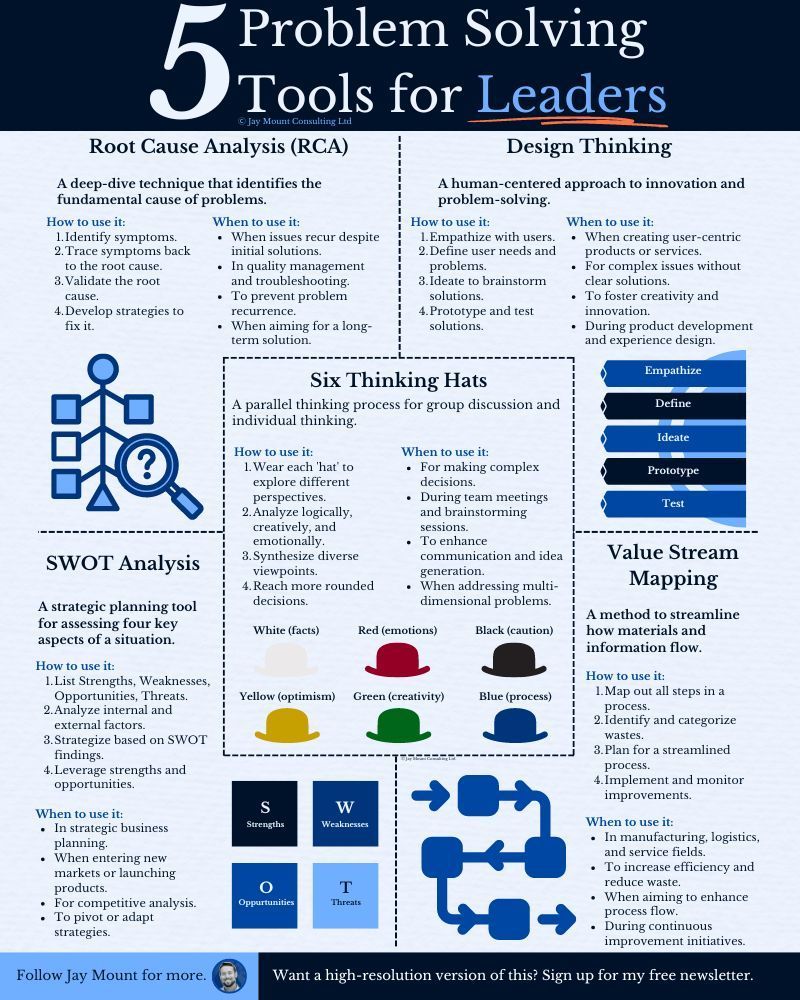 5 Problem Solving
Tools for Leaders
© Jay Mount Consulting Ltd
Root Cause Analysis (RCA)
A deep-dive technique that identifies the
fundamental cause of problems.
How to use it:
1. Identify symptoms.
2. Trace symptoms back
to the root cause.
3. Validate the root
cause.
4. Develop strategies to
fix it.
When to use it:
• When issues recur despite
initial solutions.
• In quality management
and troubleshooting.
• To prevent problem
recurrence.
• When aiming for a long-
term solution.
?
Design Thinking
A human-centered approach to innovation and
problem-solving.
How to use it:
1. Empathize with users.
2. Define user needs and
problems.
3. Ideate to brainstorm
solutions.
4. Prototype and test
solutions.
When to use it:
• When creating user-centric
products or services.
• For complex issues without
clear solutions.
• To foster creativity and
innovation.
• During product development
and experience design.
Empathize
Define
Ideate
Prototype
Test
Six Thinking Hats
A parallel thinking process for group discussion and
individual thinking.
How to use it:
1. Wear each 'hat' to
explore different
perspectives.
2. Analyze logically,
creatively, and
emotionally.
3. Synthesize diverse
viewpoints.
4. Reach more rounded
decisions.
When to use it:
• For making complex
decisions.
• During team meetings
and brainstorming
sessions.
• To enhance
communication and idea
generation.
• When addressing multi-
dimensional problems.
White (facts)
Red (emotions)
Black (caution)
Yellow (optimism)
Green (creativity)
Blue (process)
© Jay Mount Consulting Ltd
SWOT Analysis
A strategic planning tool
for assessing four key
aspects of a situation.
How to use it:
1. List Strengths, Weaknesses,
Opportunities, Threats.
2. Analyze internal and
external factors.
3. Strategize based on SWOT
findings.
4. Leverage strengths and
opportunities.
When to use it:
• In strategic business
planning.
• When entering new
markets or launching
products.
• For competitive analysis.
• To pivot or adapt
strategies.
S
Strengths
W
Weaknesses
O
Oppurtunities
T
Threats
Value Stream
Mapping
A method to streamline
how materials and
information flow.
How to use it:
1. Map out all steps in a
process.
2. Identify and categorize
wastes.
3. Plan for a streamlined
process.
4. Implement and monitor
improvements.
When to use it:
• In manufacturing, logistics,
and service fields.
• To increase efficiency and
reduce waste.
• When aiming to enhance
process flow.
• During continuous
improvement initiatives.
Follow Jay Mount for more.
Want a high-resolution version of this? Sign up for my free newsletter.